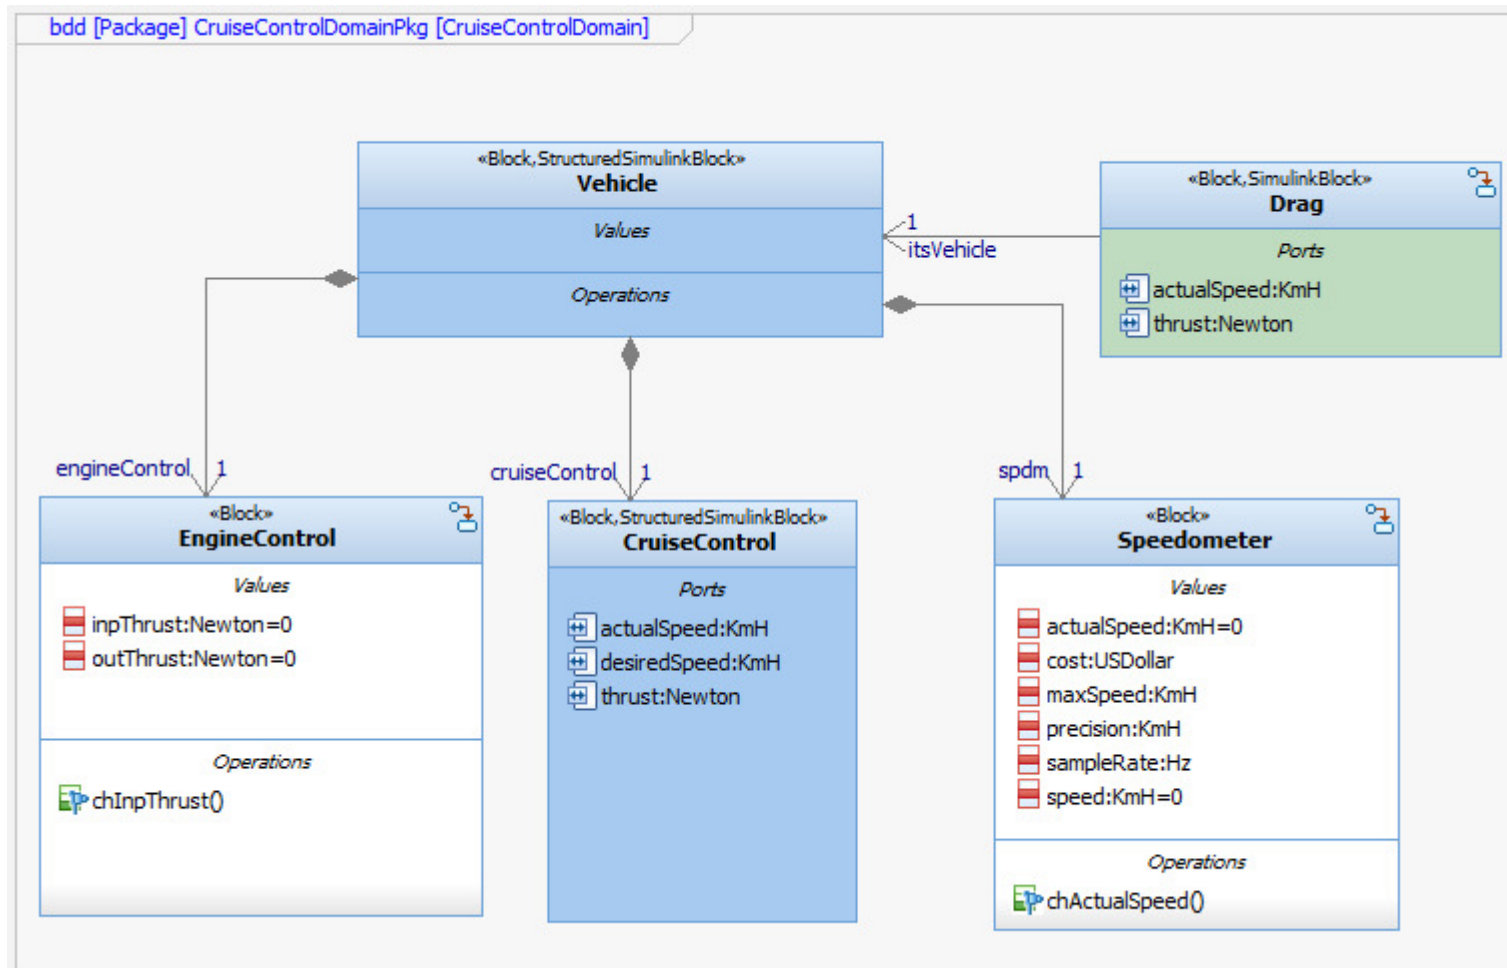 bdd [Package] CruiseControlDomainPkg [CruiseControlDomain]
«Block,StructuredSimulinkBlock»
Vehicle
Values
Operations
«Block,SimulinkBlock»
Drag
Ports
actualSpeed:KmH
thrust:Newton
1
itsVehicle
engineControl 1
cruiseControl 1
spdm 1
«Block»
EngineControl
Values
inpThrust:Newton=0
outThrust:Newton=0
Operations
chInpThrust()
«Block,StructuredSimulinkBlock»
CruiseControl
Ports
actualSpeed:KmH
desiredSpeed:KmH
thrust:Newton
«Block»
Speedometer
Values
actualSpeed:KmH=0
cost:USDollar
maxSpeed:KmH
precision:KmH
sampleRate:Hz
speed:KmH=0
Operations
chActualSpeed()